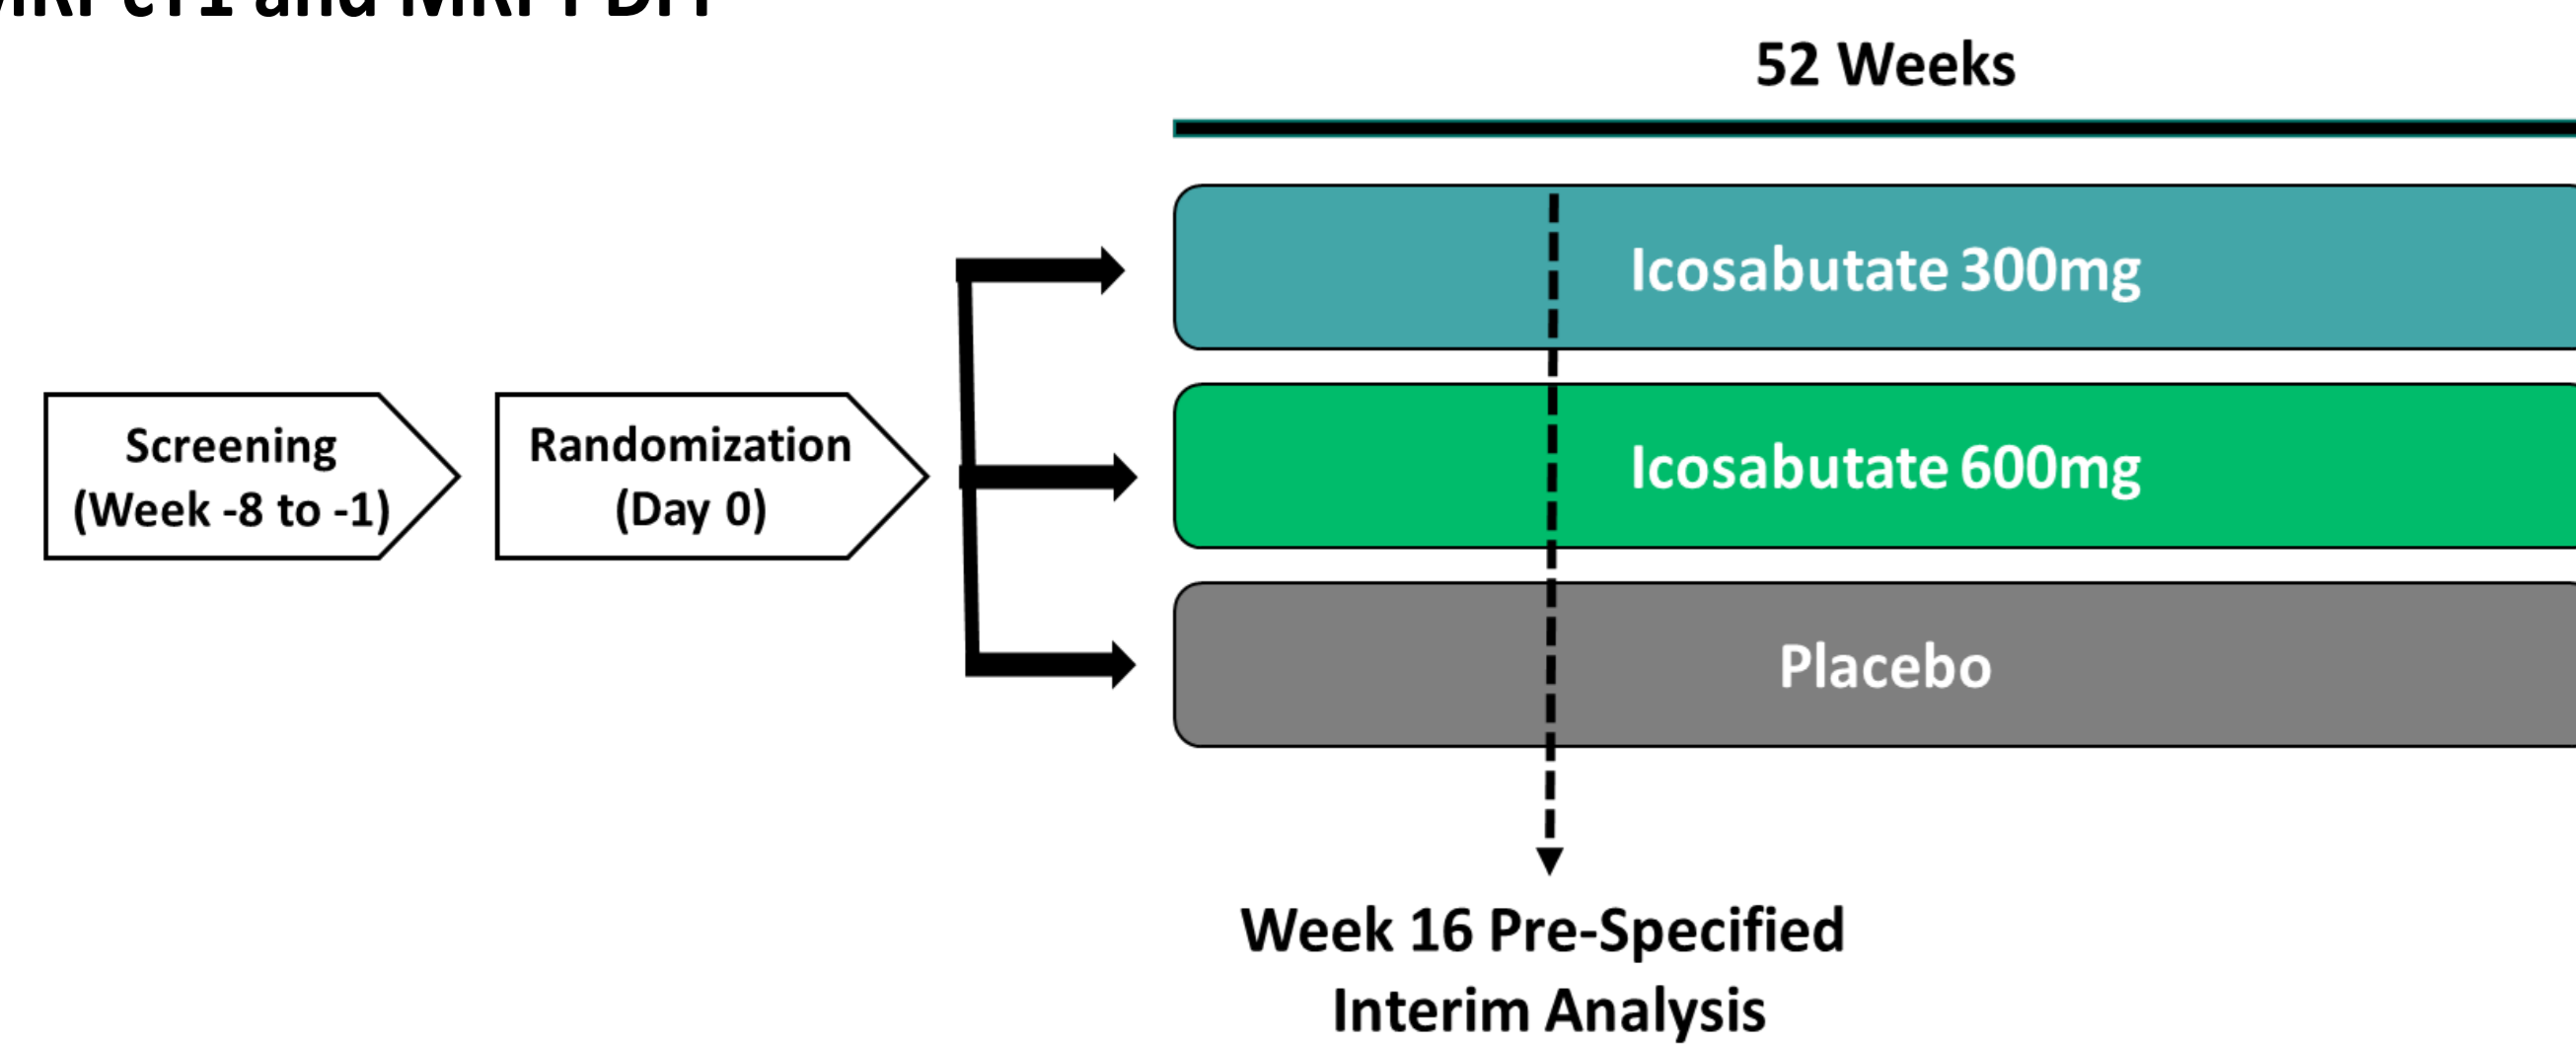 and
52 Weeks
Icosabutate 300mg
Screening
(Week -8 to -1)
Randomization
(Day 0)
Icosabutate 600mg
Placebo
Week 16 Pre-Specified
Interim Analysis